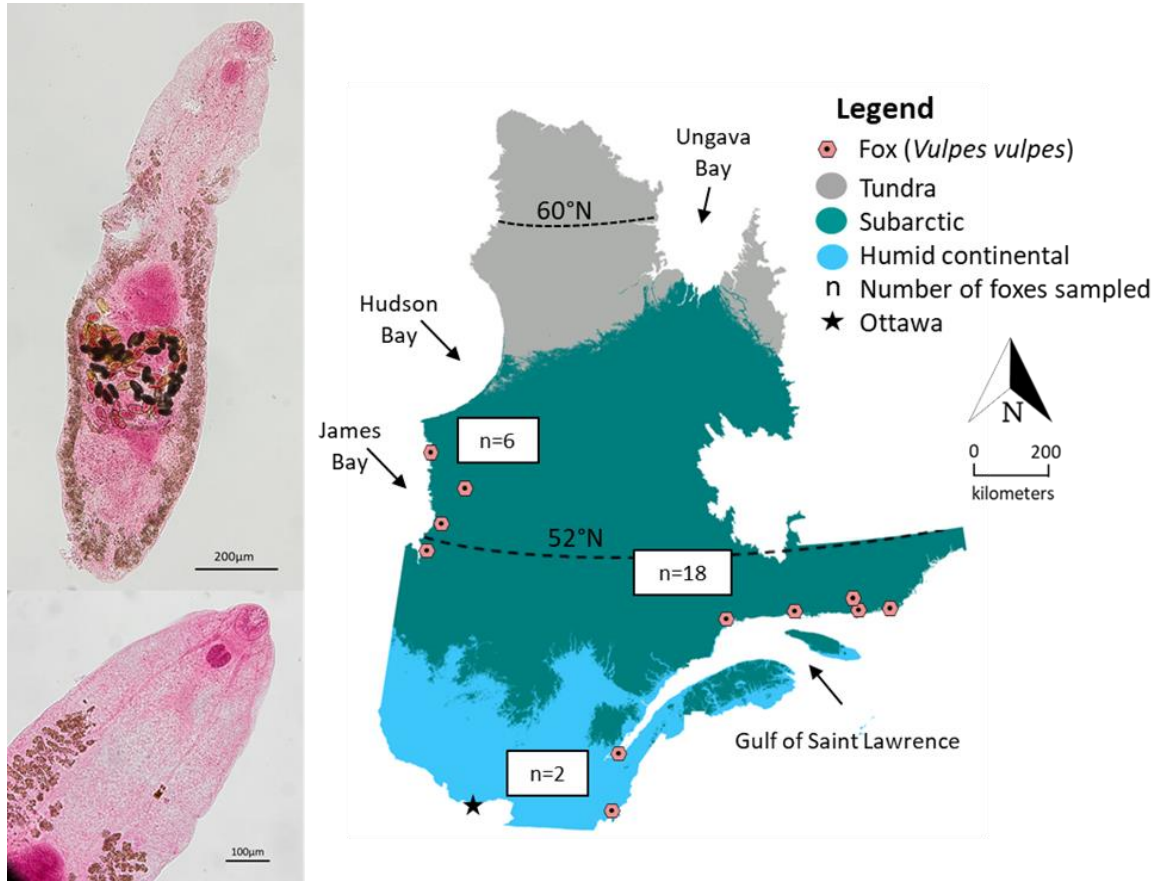 200µm
100µm
Legend
Fox (Vulpes vulpes)
Tundra
Subarctic
Humid continental
n Number of foxes sampled
Ottawa
Ungava
Bay
60°N
Hudson
Bay
James
Bay
n=6
52°N
n=18
n=2
Gulf of Saint Lawrence
N
0 200
kilometers